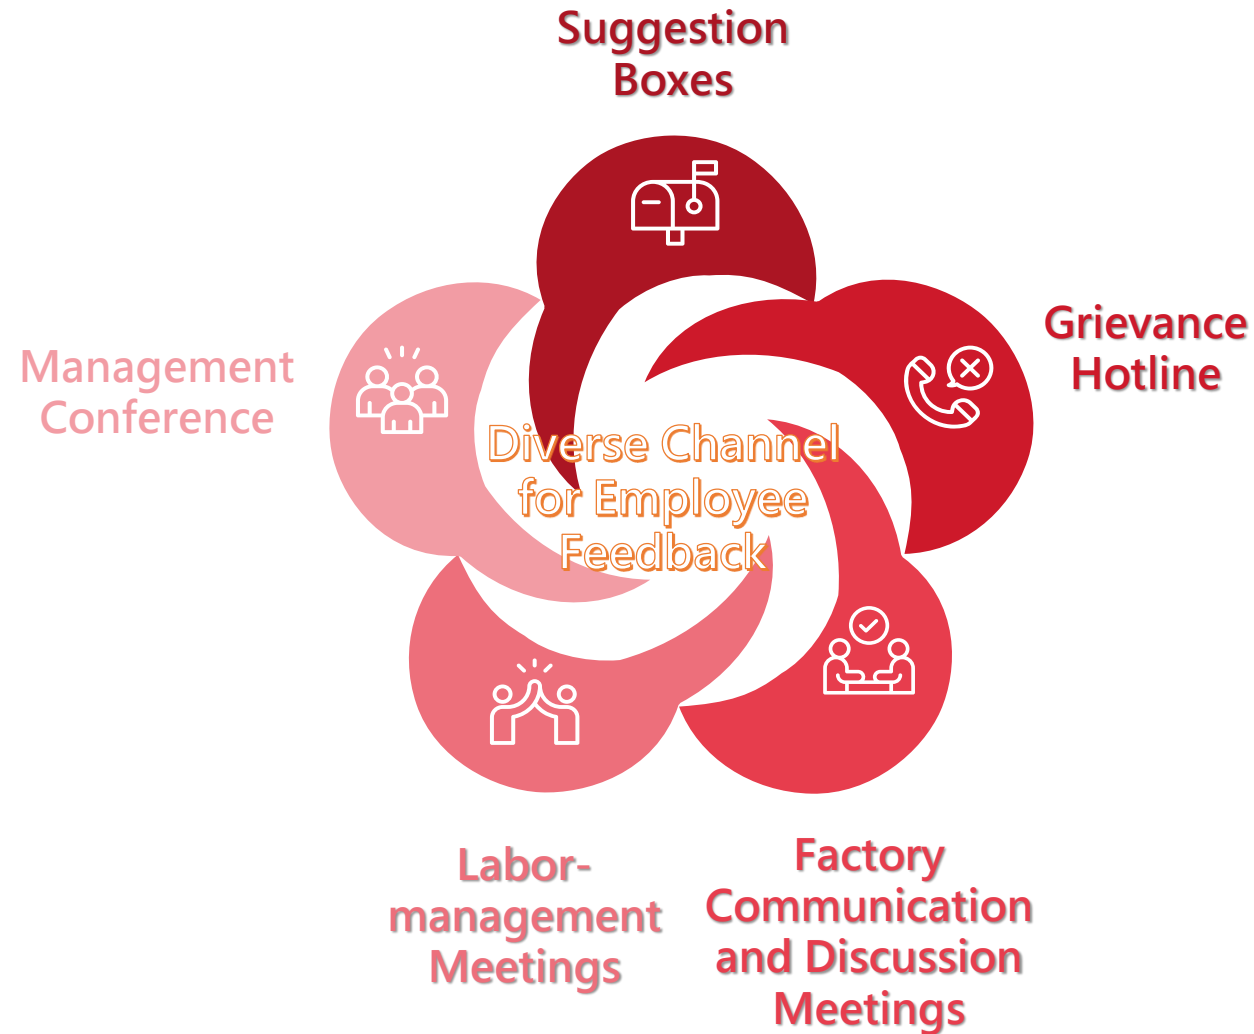 Suggestion
Boxes
Grievance
Hotline
Management
Conference
Diverse Channel
for Employee
Feedback
Labor-
management
Meetings
Factory
Communication
and Discussion
Meetings